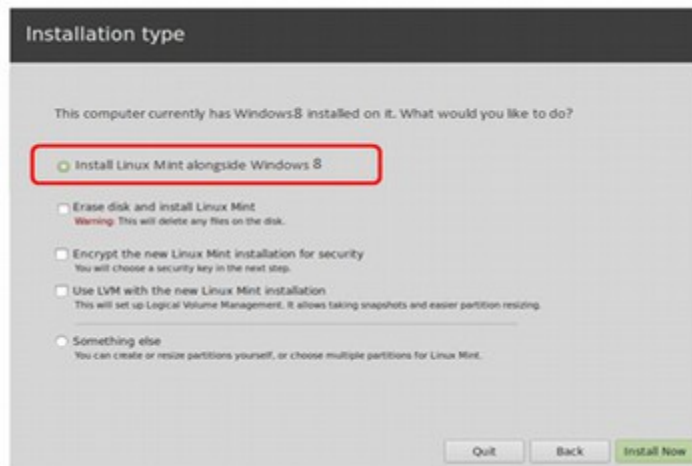 Installation type
This computer currently has Windows8 installed on it. What would you like to do?
Install Linux Mint alongside Windows 8
Erase disk and install Linux Mint
Warning: This will delete any files on the disk.
Encrypt the new Linux Mint installation for security
You will choose a security key in the next step.
Use LVM with the new Linux Mint installation
This will set up Logical Volume Management. It allows taking snapshots and easier partition resizing.
Something else
You can create or resize partitions yourself, or choose multiple partitions for Linux Mint.
Quit Back Install Now